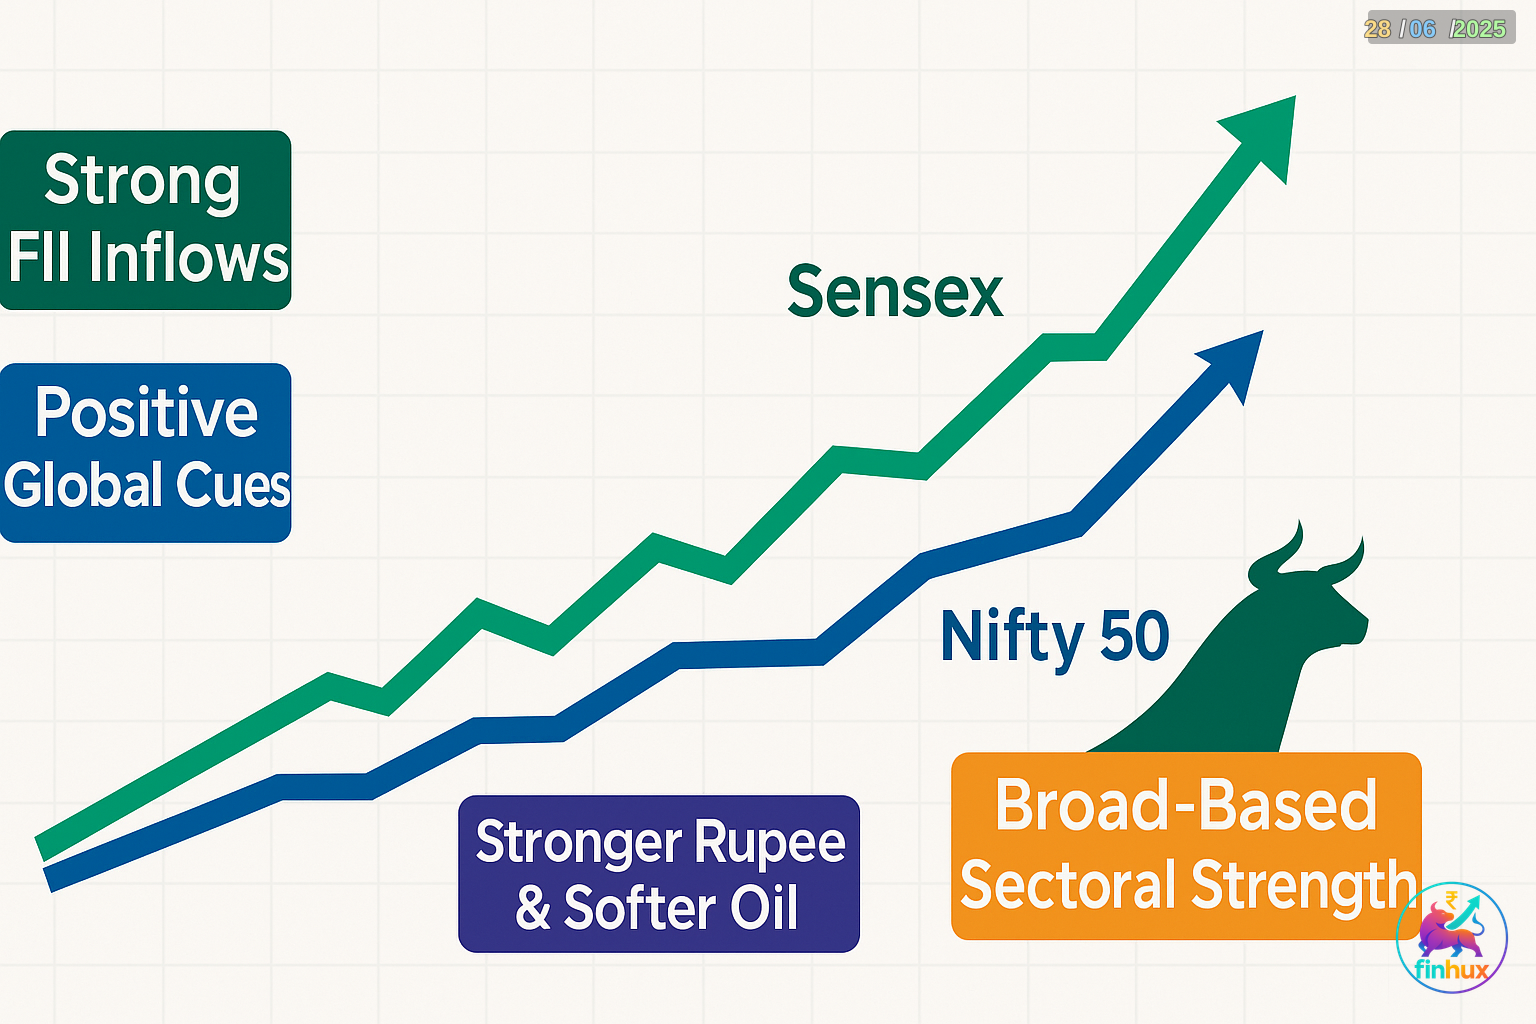 28 / 06 /2025
Strong
FII Inflows
Positive
Global Cues
Sensex
Nifty 50
Stronger Rupee
& Softer Oil
Broad-Based
Sectoral Strength
₹
finhux